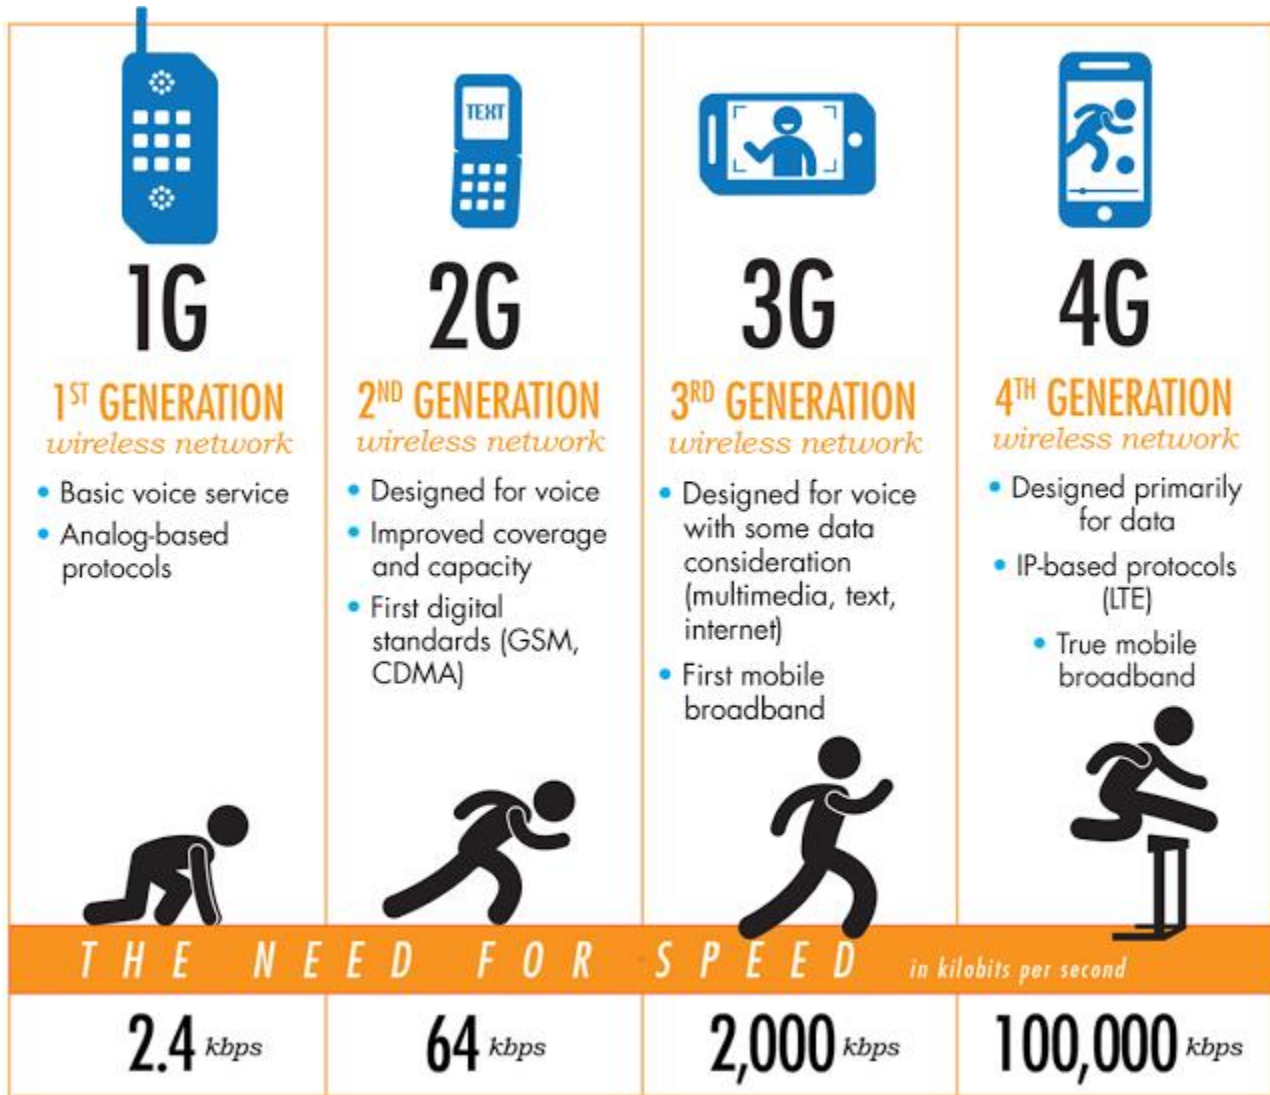 TEXT
1G
1ST GENERATION
wireless network
• Basic voice service
• Analog-based
protocols
2G
2ND GENERATION
wireless network
• Designed for voice
• Improved coverage
and capacity
• First digital
standards (GSM,
CDMA)
3G
3RD GENERATION
wireless network
• Designed for voice
with some data
consideration
(multimedia, text,
internet)
• First mobile
broadband
4G
4TH GENERATION
wireless network
• Designed primarily
for data
• IP-based protocols
(LTE)
• True mobile
broadband
THE NEED FOR SPEED in kilobits per second
2.4 kbps
64 kbps
2,000 kbps
100,000 kbps